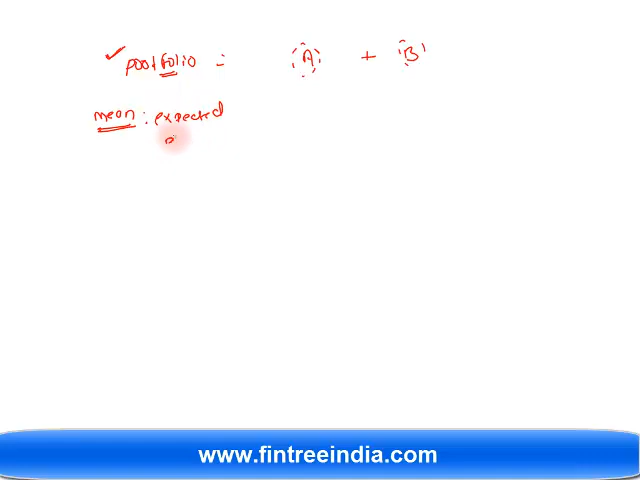 portfolio = A + B
mean : expected
www.fintreeindia.com